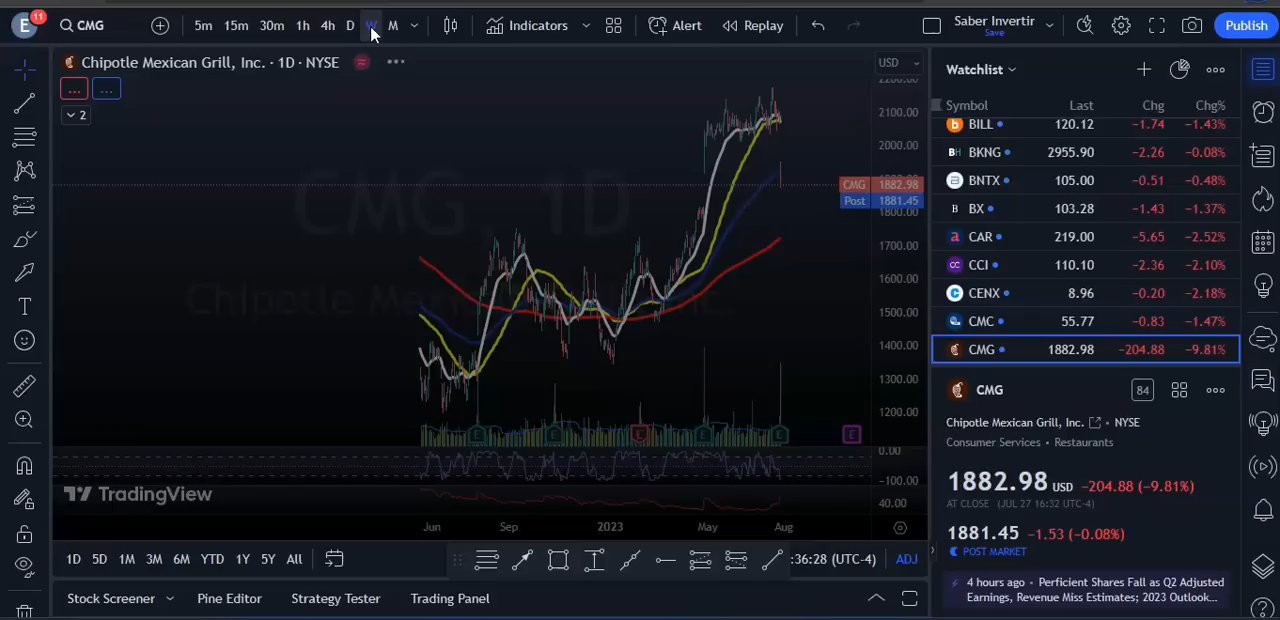 E 11 CMG 5m 15m 30m 1h 4h D W M Indicators Alert Replay Saber Invertir Save Publish
Chipotle Mexican Grill, Inc. · 1D · NYSE
... ...
2
CMG, 1D
USD
2200.00
2100.00
2000.00
CMG 1882.98
Post 1881.45
1800.00
1700.00
1600.00
1500.00
1400.00
1300.00
1200.00
E E E E E E
0.00
-100.00
40.00
TradingView
Jun Sep 2023 May Aug
1D 5D 1M 3M 6M YTD 1Y 5Y All :36:28 (UTC-4) ADJ
Stock Screener Pine Editor Strategy Tester Trading Panel
Watchlist
Symbol Last Chg Chg%
BILL 120.12 −1.74 −1.43%
BKNG 2955.90 −2.26 −0.08%
BNTX 105.00 −0.51 −0.48%
BX 103.28 −1.43 −1.37%
CAR 219.00 −5.65 −2.52%
CCI 110.10 −2.36 −2.10%
CENX 8.96 −0.20 −2.18%
CMC 55.77 −0.83 −1.47%
CMG 1882.98 −204.88 −9.81%
CMG 84
Chipotle Mexican Grill, Inc. • NYSE
Consumer Services • Restaurants
1882.98 USD −204.88 (−9.81%)
AT CLOSE (JUL 27 16:32 UTC-4)
1881.45 −1.53 (−0.08%)
POST MARKET
4 hours ago • Perficient Shares Fall as Q2 Adjusted
Earnings, Revenue Miss Estimates; 2023 Outlook...